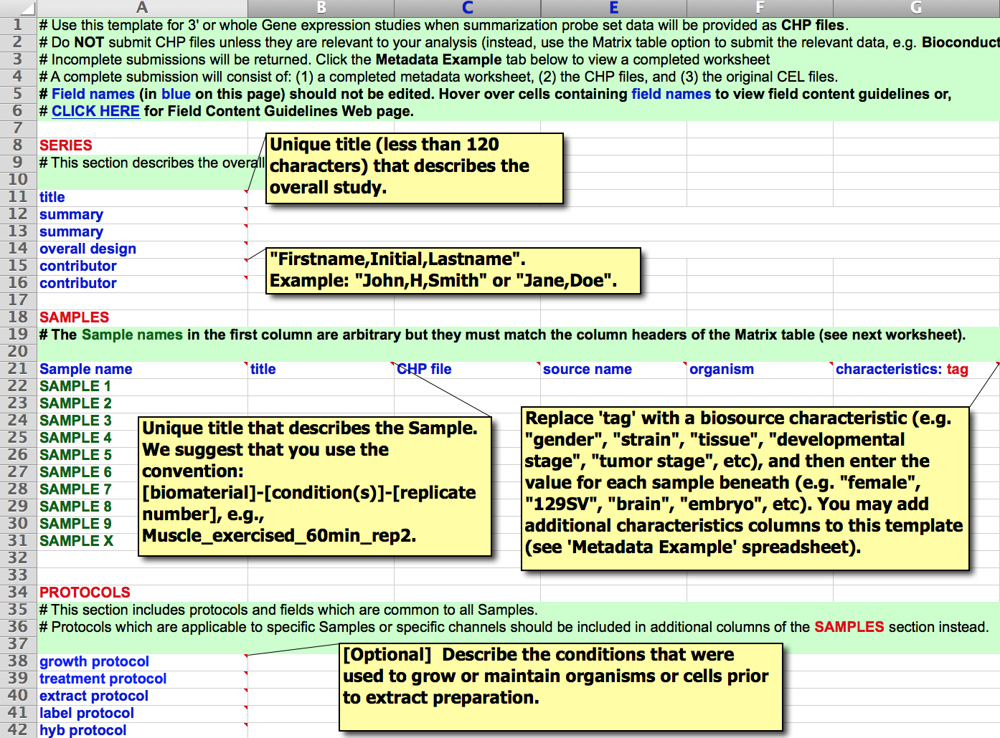 A B C E F G
1 # Use this template for 3' or whole Gene expression studies when summarization probe set data will be provided as CHP files.
2 # Do NOT submit CHP files unless they are relevant to your analysis (instead, use the Matrix table option to submit the relevant data, e.g. Bioconduct
3 # Incomplete submissions will be returned. Click the Metadata Example tab below to view a completed worksheet
4 # A complete submission will consist of: (1) a completed metadata worksheet, (2) the CHP files, and (3) the original CEL files.
5 # Field names (in blue on this page) should not be edited. Hover over cells containing field names to view field content guidelines or,
6 # CLICK HERE for Field Content Guidelines Web page.
7
8 SERIES
9 # This section describes the overall
10
Unique title (less than 120
characters) that describes the
overall study.
11 title
12 summary
13 summary
14 overall design
15 contributor
16 contributor
"Firstname,Initial,Lastname".
Example: "John,H,Smith" or "Jane,Doe".
17
18 SAMPLES
19 # The Sample names in the first column are arbitrary but they must match the column headers of the Matrix table (see next worksheet).
20
21 Sample name title CHP file source name organism characteristics: tag
22 SAMPLE 1
23 SAMPLE 2
24 SAMPLE 3
25 SAMPLE 4
26 SAMPLE 5
27 SAMPLE 6
28 SAMPLE 7
29 SAMPLE 8
30 SAMPLE 9
31 SAMPLE X
Unique title that describes the Sample.
We suggest that you use the
convention:
[biomaterial]-[condition(s)]-[replicate
number], e.g.,
Muscle_exercised_60min_rep2.
Replace 'tag' with a biosource characteristic (e.g.
"gender", "strain", "tissue", "developmental
stage", "tumor stage", etc), and then enter the
value for each sample beneath (e.g. "female",
"129SV", "brain", "embryo", etc). You may add
additional characteristics columns to this template
(see 'Metadata Example' spreadsheet).
32
33
34 PROTOCOLS
35 # This section includes protocols and fields which are common to all Samples.
36 # Protocols which are applicable to specific Samples or specific channels should be included in additional columns of the SAMPLES section instead.
37
38 growth protocol
39 treatment protocol
40 extract protocol
41 label protocol
42 hyb protocol
[Optional] Describe the conditions that were
used to grow or maintain organisms or cells prior
to extract preparation.